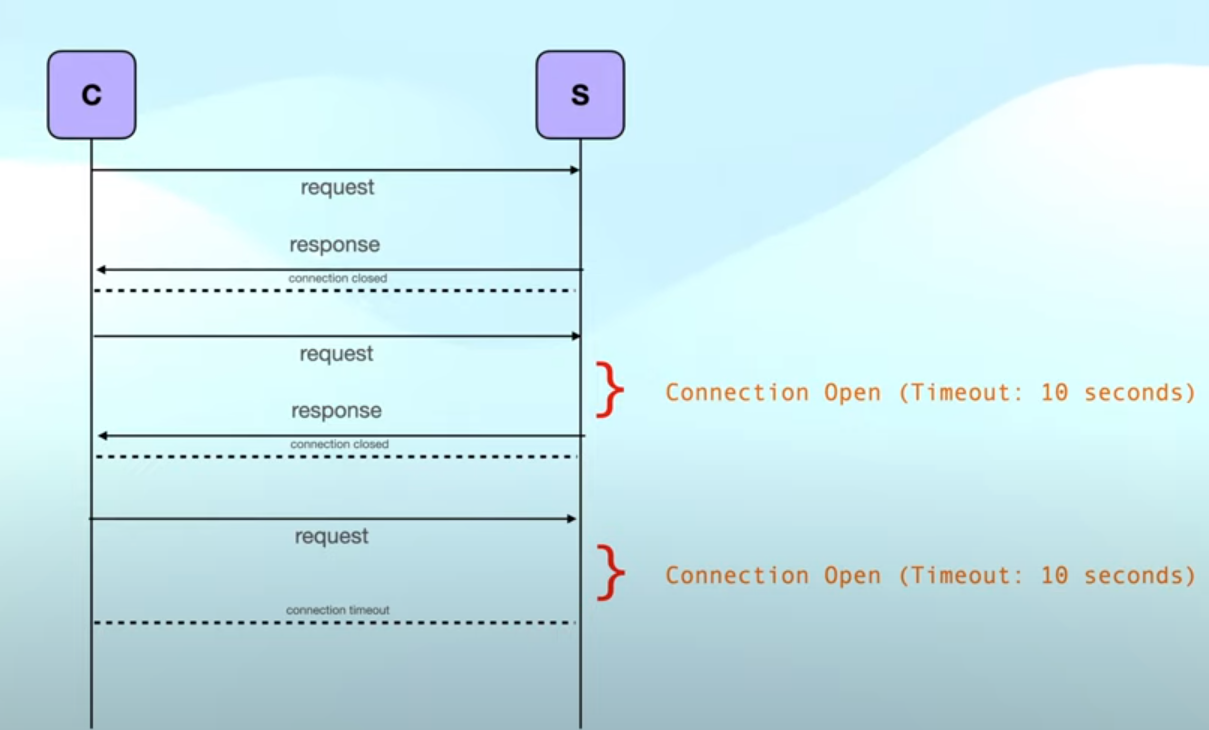 C
S
request
response
connection closed
request
} Connection Open (Timeout: 10 seconds)
response
connection closed
request
} Connection Open (Timeout: 10 seconds)
connection timeout